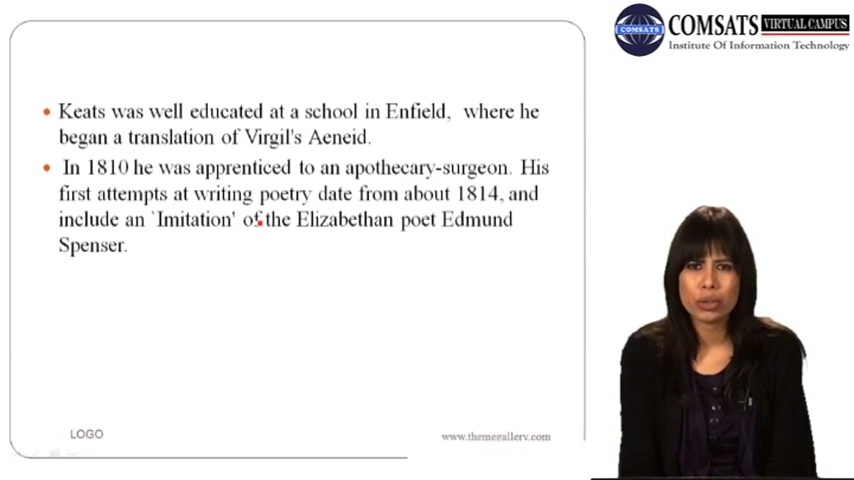 COMSATS VIRTUAL CAMPUS
COMSATS
Institute Of Information Technology
• Keats was well educated at a school in Enfield, where he
began a translation of Virgil's Aeneid.
• In 1810 he was apprenticed to an apothecary-surgeon. His
first attempts at writing poetry date from about 1814, and
include an `Imitation' of the Elizabethan poet Edmund
Spenser.
LOGO
www.themegallery.com